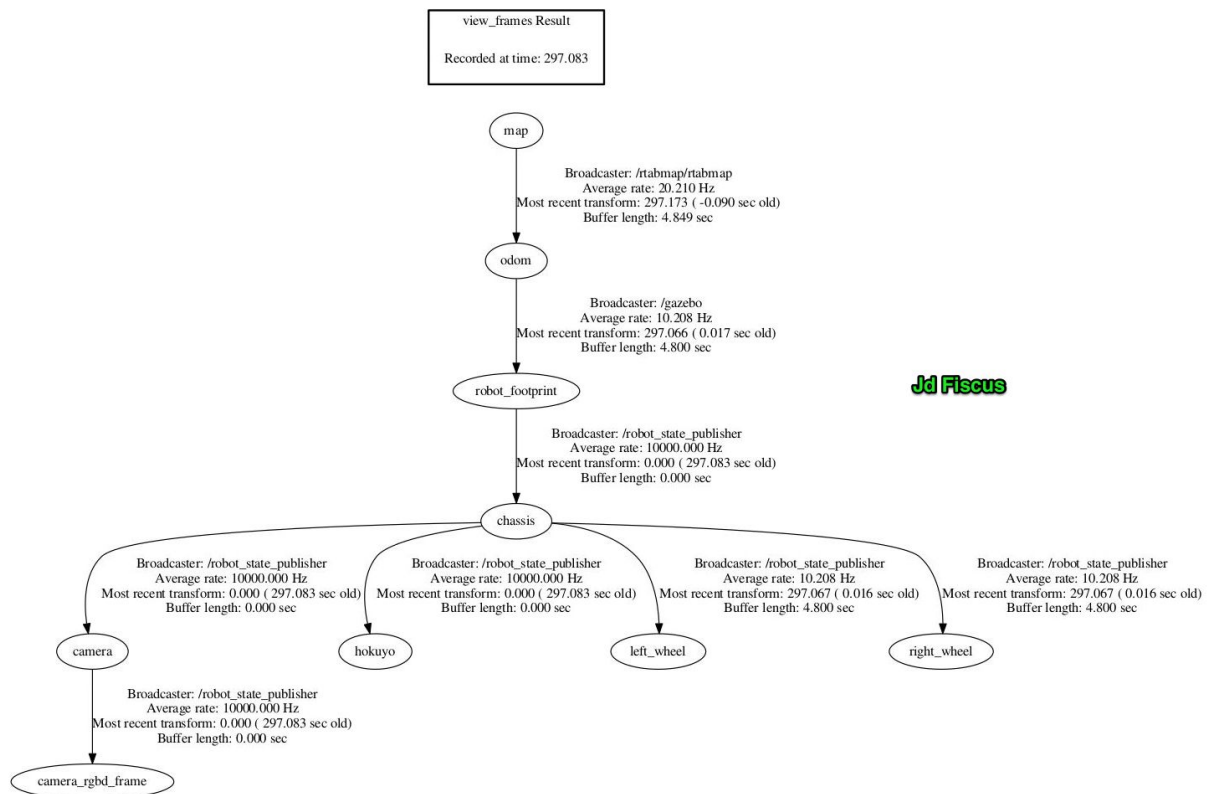 view_frames Result
Recorded at time: 297.083
map
Broadcaster: /rtabmap/rtabmap
Average rate: 20.210 Hz
Most recent transform: 297.173 ( -0.090 sec old)
Buffer length: 4.849 sec
odom
Broadcaster: /gazebo
Average rate: 10.208 Hz
Most recent transform: 297.066 ( 0.017 sec old)
Buffer length: 4.800 sec
robot_footprint
Jd Fiscus
Broadcaster: /robot_state_publisher
Average rate: 10000.000 Hz
Most recent transform: 0.000 ( 297.083 sec old)
Buffer length: 0.000 sec
chassis
Broadcaster: /robot_state_publisher
Average rate: 10000.000 Hz
Most recent transform: 0.000 ( 297.083 sec old)
Buffer length: 0.000 sec
Broadcaster: /robot_state_publisher
Average rate: 10000.000 Hz
Most recent transform: 0.000 ( 297.083 sec old)
Buffer length: 0.000 sec
Broadcaster: /robot_state_publisher
Average rate: 10.208 Hz
Most recent transform: 297.067 ( 0.016 sec old)
Buffer length: 4.800 sec
Broadcaster: /robot_state_publisher
Average rate: 10.208 Hz
Most recent transform: 297.067 ( 0.016 sec old)
Buffer length: 4.800 sec
camera
hokuyo
left_wheel
right_wheel
Broadcaster: /robot_state_publisher
Average rate: 10000.000 Hz
Most recent transform: 0.000 ( 297.083 sec old)
Buffer length: 0.000 sec
camera_rgbd_frame